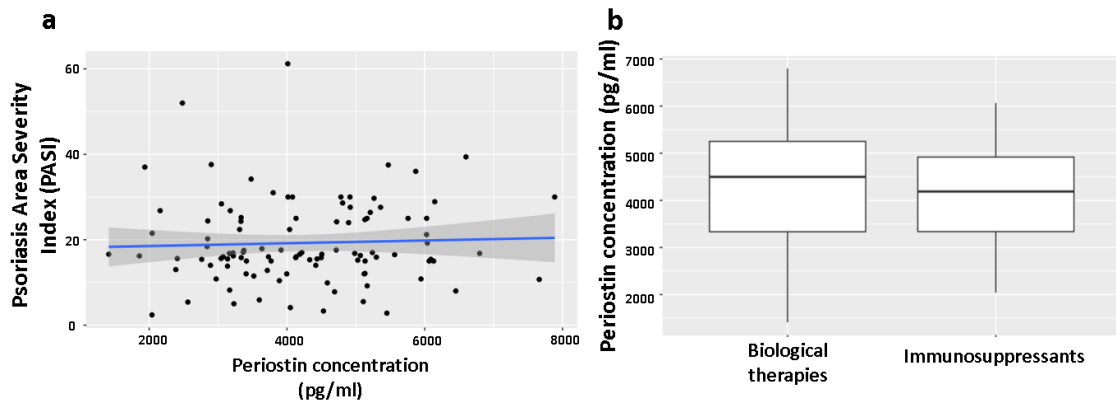 a
60
40
20
0
Psoriasis Area Severity
Index (PASI)
2000
4000
6000
8000
Periostin concentration
(pg/ml)
b
7000
6000
5000
4000
3000
2000
Periostin concentration (pg/ml)
Biological
therapies
Immunosuppressants